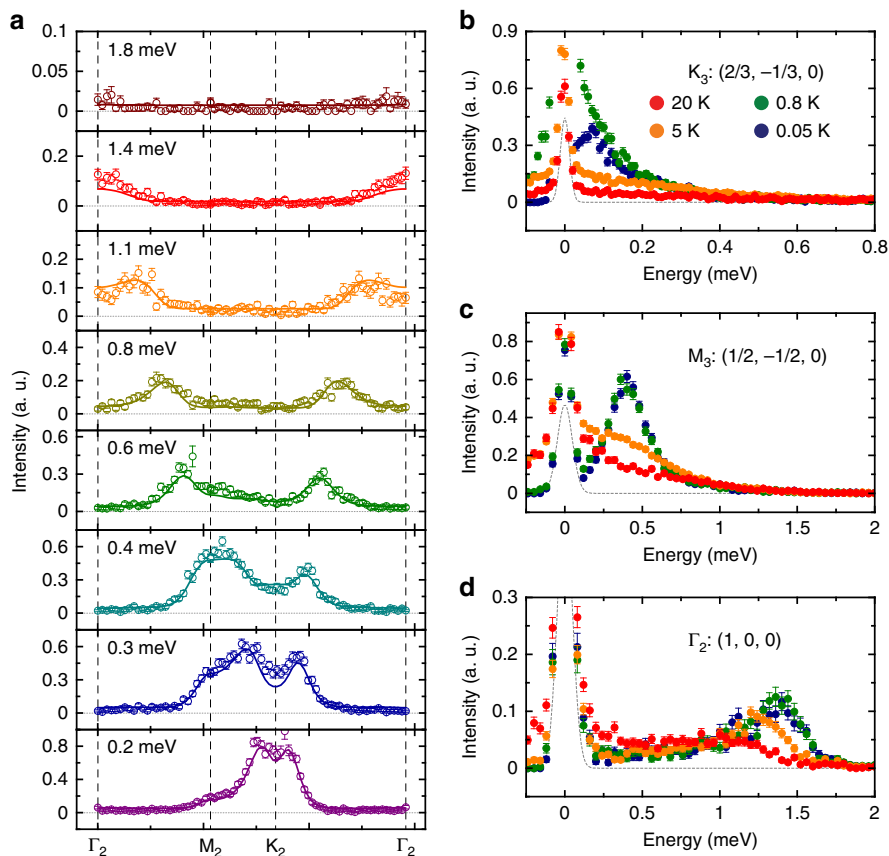 a
Intensity (a. u.)
0.1
0.05
0
1.8 meV
0.2
0
1.4 meV
0.2
0.1
0
1.1 meV
0.4
0.2
0
0.8 meV
0.6
0.3
0
0.6 meV
0.6
0.3
0
0.4 meV
0.6
0.3
0
0.3 meV
0.8
0.4
0
0.2 meV
Γ₂ M₂ K₂ Γ₂
b
Intensity (a. u.)
0.9
0.6
0.3
0
K₃: (2/3, −1/3, 0)
20 K 0.8 K
5 K 0.05 K
0 0.2 0.4 0.6 0.8
Energy (meV)
c
Intensity (a. u.)
0.8
0.6
0.4
0.2
0
M₃: (1/2, −1/2, 0)
0 0.5 1 1.5 2
Energy (meV)
d
Intensity (a. u.)
0.3
0.2
0.1
0
Γ₂: (1, 0, 0)
0 0.5 1 1.5 2
Energy (meV)